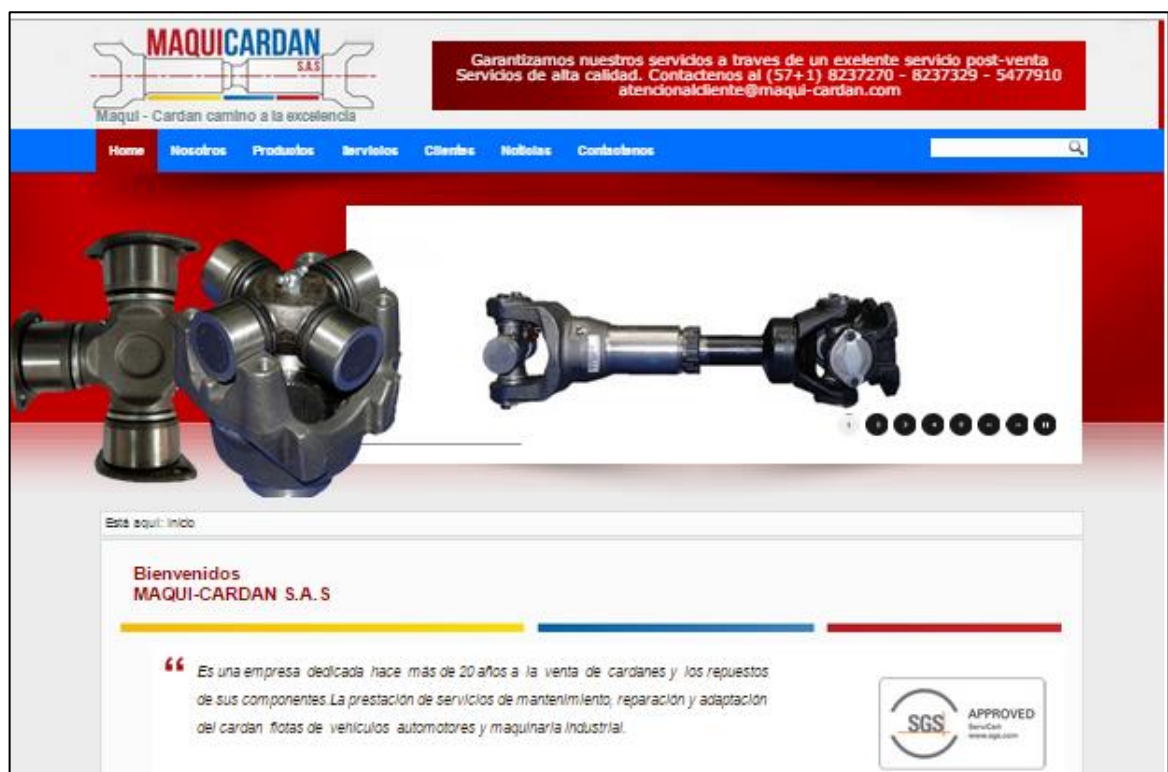 MAQUICARDAN
S.A.S
Maqui - Cardan camino a la excelencia
Garantizamos nuestros servicios a traves de un exelente servicio post-venta
Servicios de alta calidad. Contactenos al (57+1) 8237270 - 8237329 - 5477910
atencionalcliente@maqui-cardan.com
Home Nosotros Productos Servicios Clientes Noticias Contactenos
Está aquí: Inicio
Bienvenidos
MAQUI-CARDAN S.A.S
“ Es una empresa dedicada hace más de 20 años a la venta de cardanes y los repuestos
de sus componentes.La prestación de servicios de mantenimiento, reparación y adaptación
del cardan flotas de vehículos automotores y maquinaria industrial.
SGS
APPROVED
ServiCert
www.sgs.com